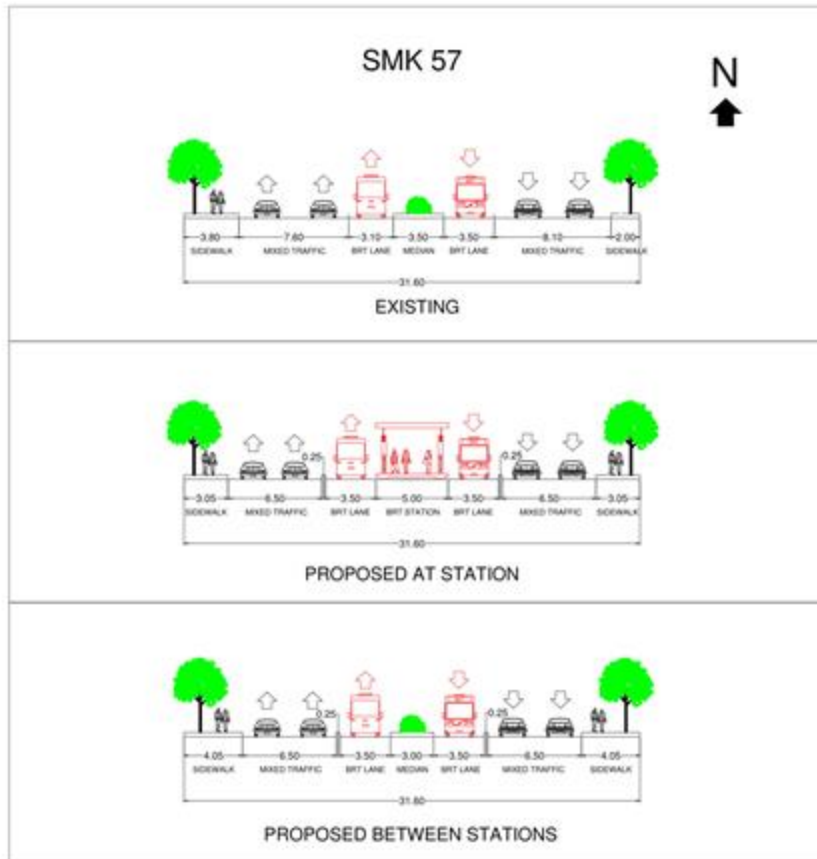 SMK 57
N
3.80 7.60 3.10 3.50 3.50 8.10 2.00
SIDEWALK MIXED TRAFFIC BRT LANE MEDIAN BRT LANE MIXED TRAFFIC SIDEWALK
31.60
EXISTING
0.25 0.25
3.05 6.50 3.50 5.00 3.50 6.50 3.05
SIDEWALK MIXED TRAFFIC BRT LANE BRT STATION BRT LANE MIXED TRAFFIC SIDEWALK
31.60
PROPOSED AT STATION
0.25 0.25
4.05 6.50 3.50 3.00 3.50 6.50 4.05
SIDEWALK MIXED TRAFFIC BRT LANE MEDIAN BRT LANE MIXED TRAFFIC SIDEWALK
31.60
PROPOSED BETWEEN STATIONS